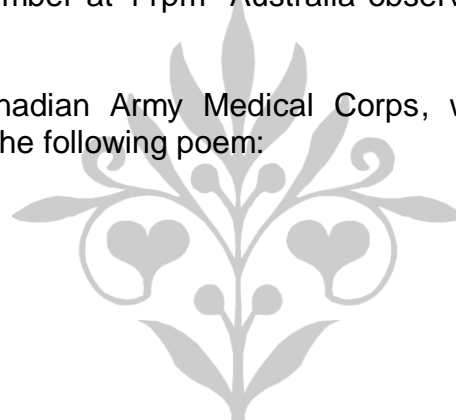 mber at 11pm Australia observ
nadian Army Medical Corps, w
he following poem: